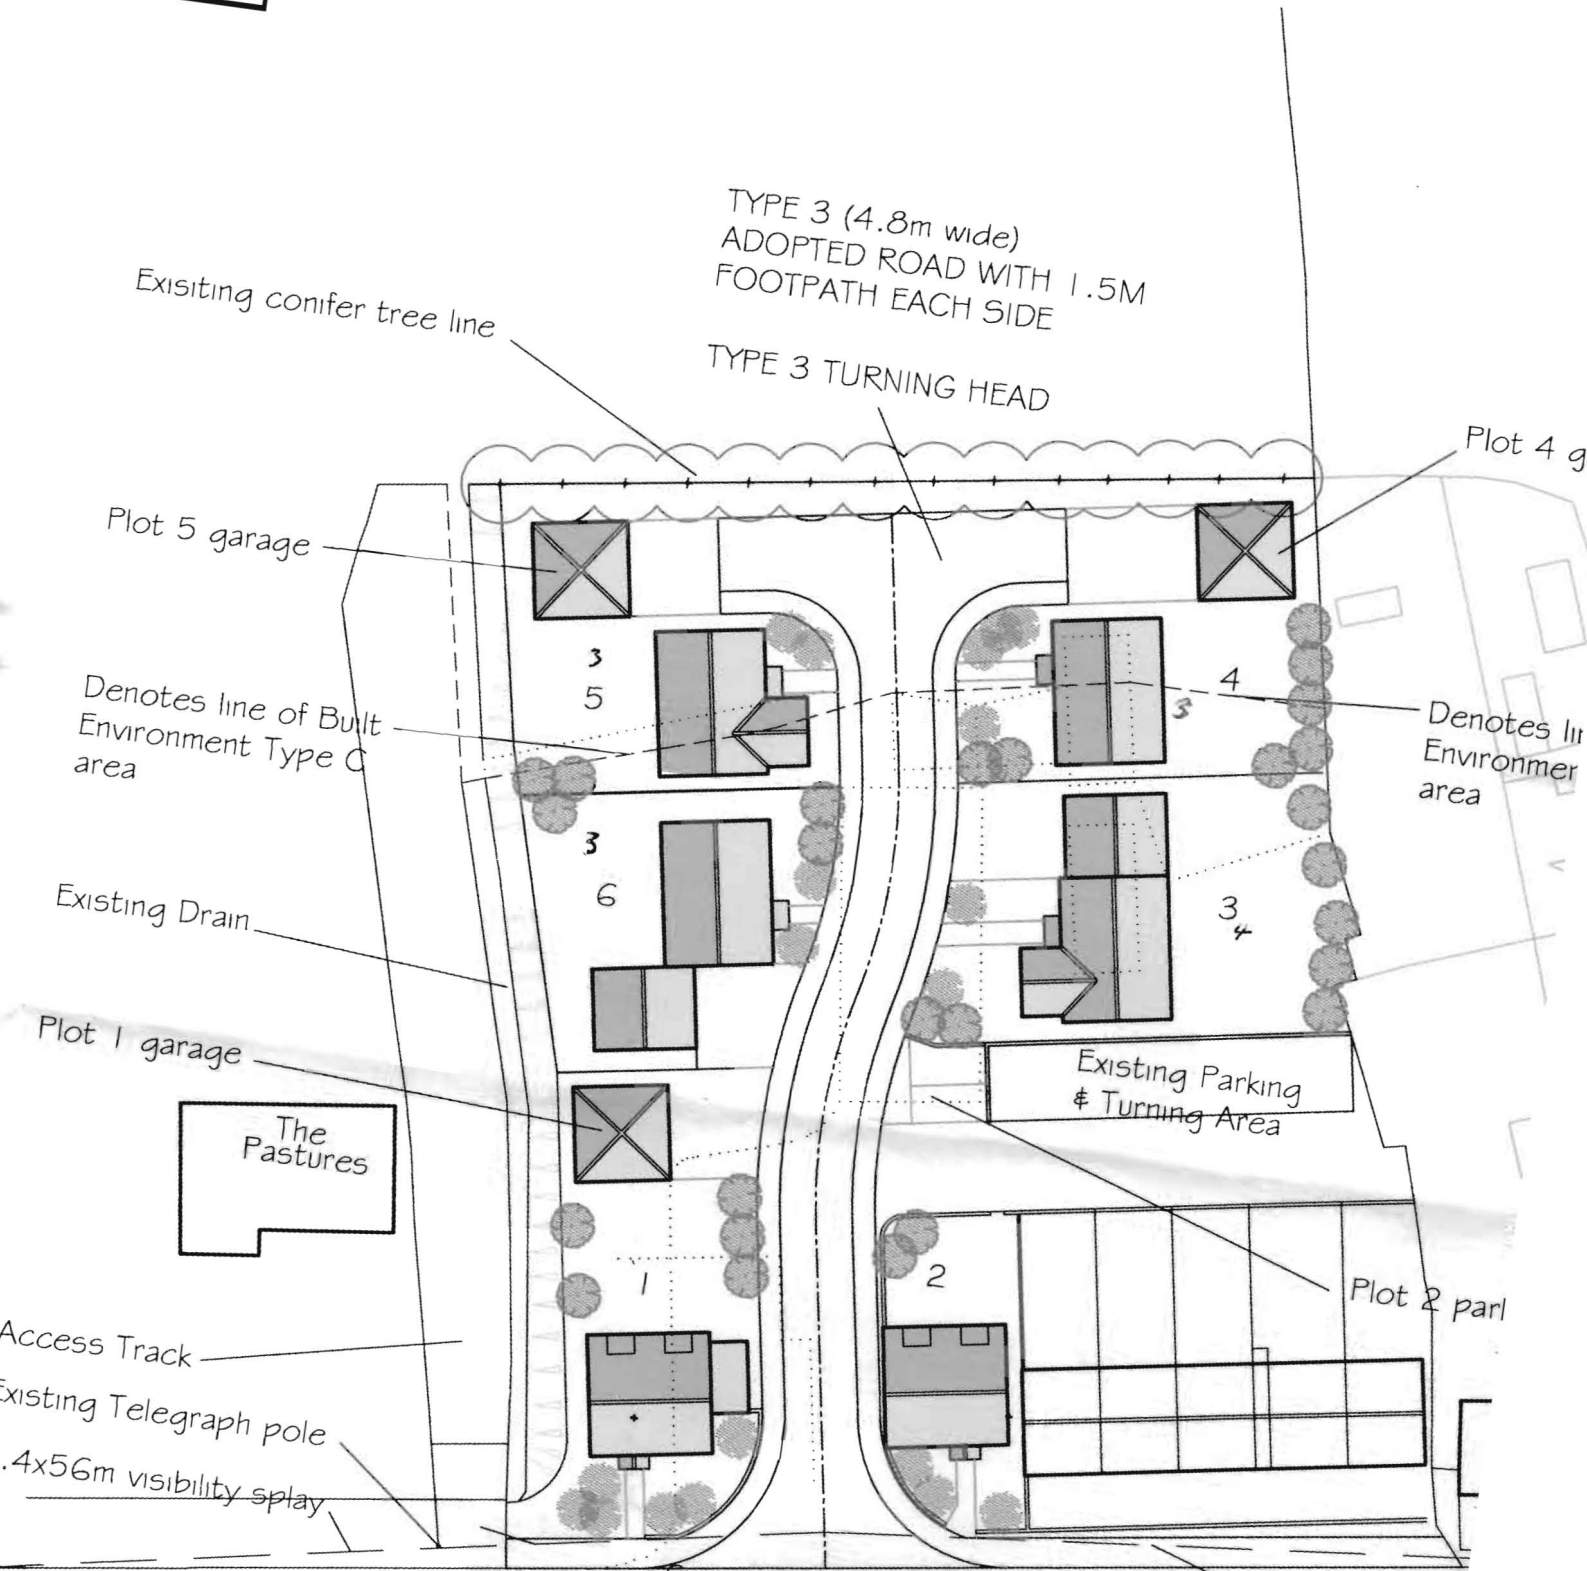 TYPE 3 (4.8m wide)
ADOPTED ROAD WITH 1.5M
FOOTPATH EACH SIDE
Exisiting conifer tree line
TYPE 3 TURNING HEAD
Plot 4 g
Plot 5 garage
3
5
4
3
Denotes line of Built
Environment Type C
area
Denotes lin
Environmer
area
3
6
3
4
Existing Drain
Plot 1 garage
Existing Parking
& Turning Area
The
Pastures
1
2
Plot 2 parl
Access Track
Existing Telegraph pole
.4x56m visibility splay